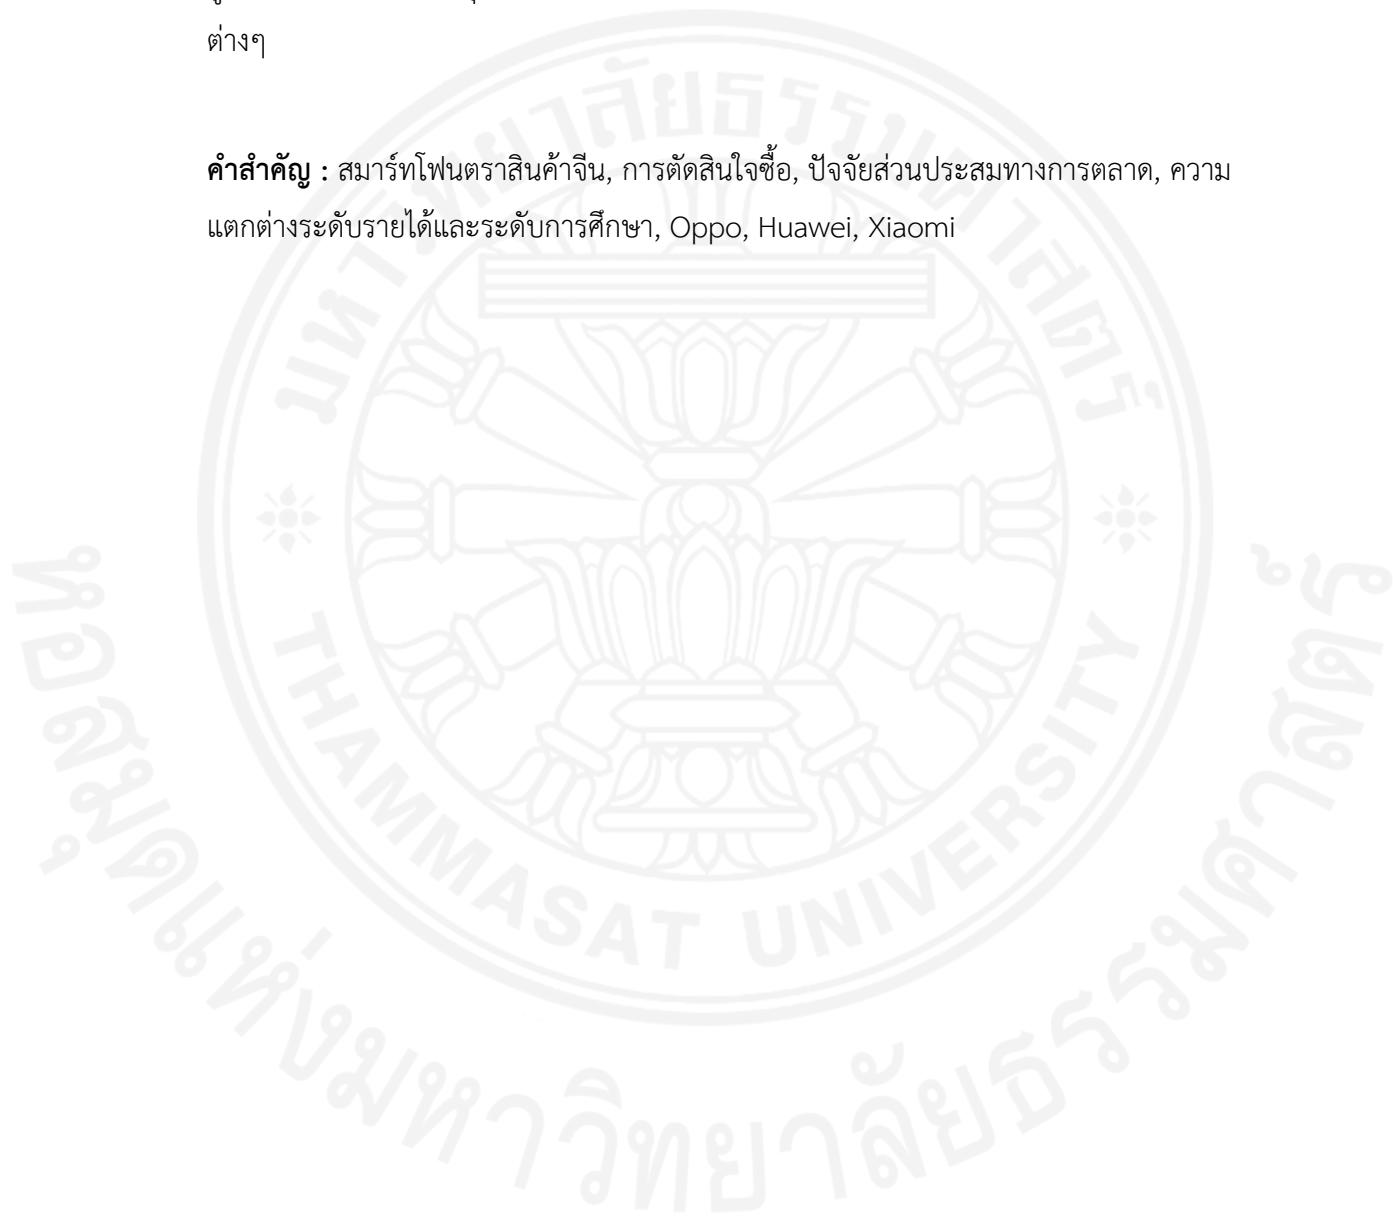 ต่างๆ
คำสำคัญ : สมาร์ทโฟนตราสินค้าจีน, การตัดสินใจซื้อ, ปัจจัยส่วนประสมทางการตลาด, ความ
แตกต่างระดับรายได้และระดับการศึกษา, Oppo, Huawei, Xiaomi
มหาวิทยาลัยธรรมศาสตร์
THAMMASAT UNIVERSITY
หอสมุดแห่งมหาวิทยาลัยธรรมศาสตร์